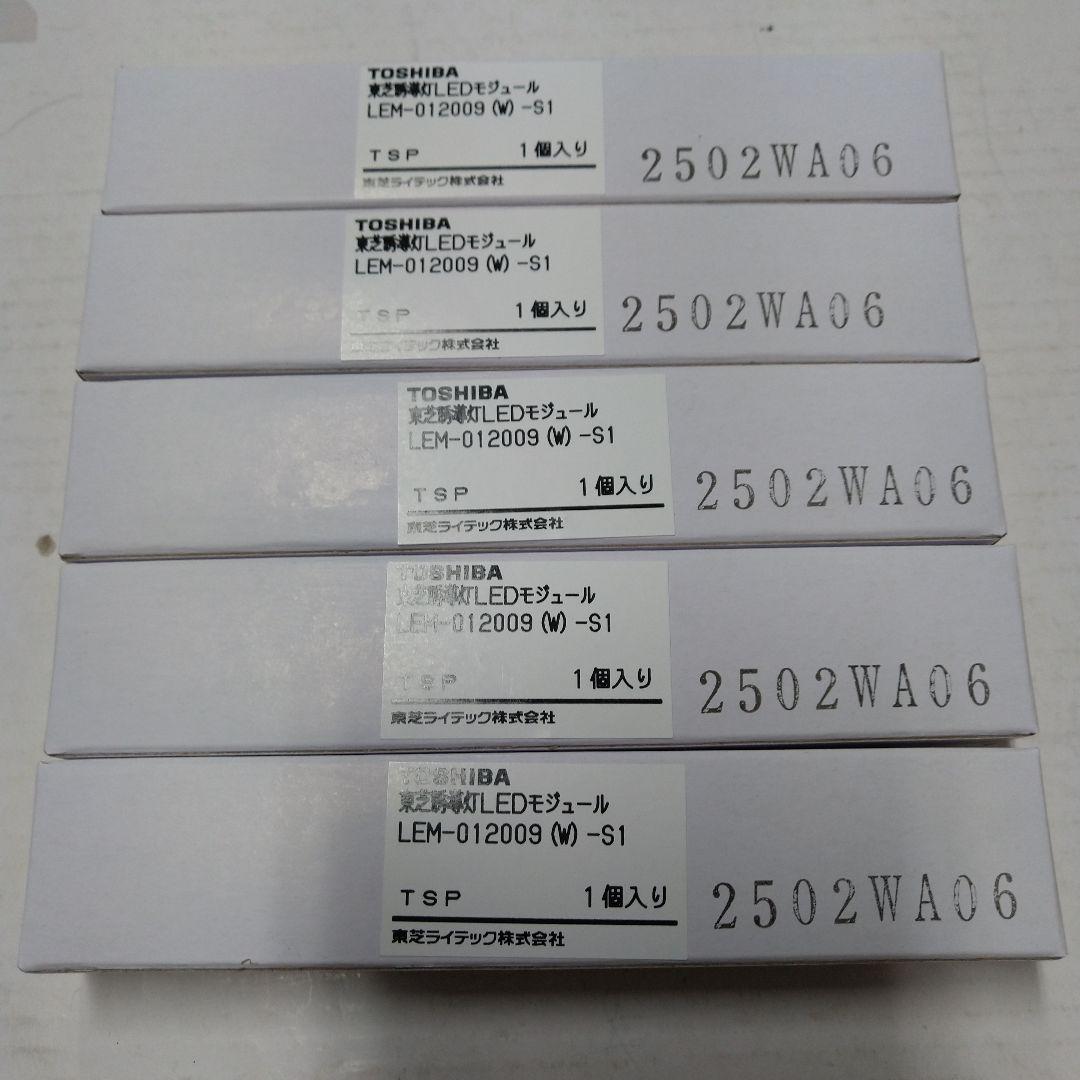 TOSHIBA
東芝誘導灯LEDモジュール
LEM-012009(W)-S1
TSP 1個入り
東芝ライテック株式会社
2502WA06
TOSHIBA
東芝誘導灯LEDモジュール
LEM-012009(W)-S1
TSP 1個入り
東芝ライテック株式会社
2502WA06
TOSHIBA
東芝誘導灯LEDモジュール
LEM-012009(W)-S1
TSP 1個入り
東芝ライテック株式会社
2502WA06
TOSHIBA
東芝誘導灯LEDモジュール
LEM-012009(W)-S1
TSP 1個入り
東芝ライテック株式会社
2502WA06
TOSHIBA
東芝誘導灯LEDモジュール
LEM-012009(W)-S1
TSP 1個入り
東芝ライテック株式会社
2502WA06